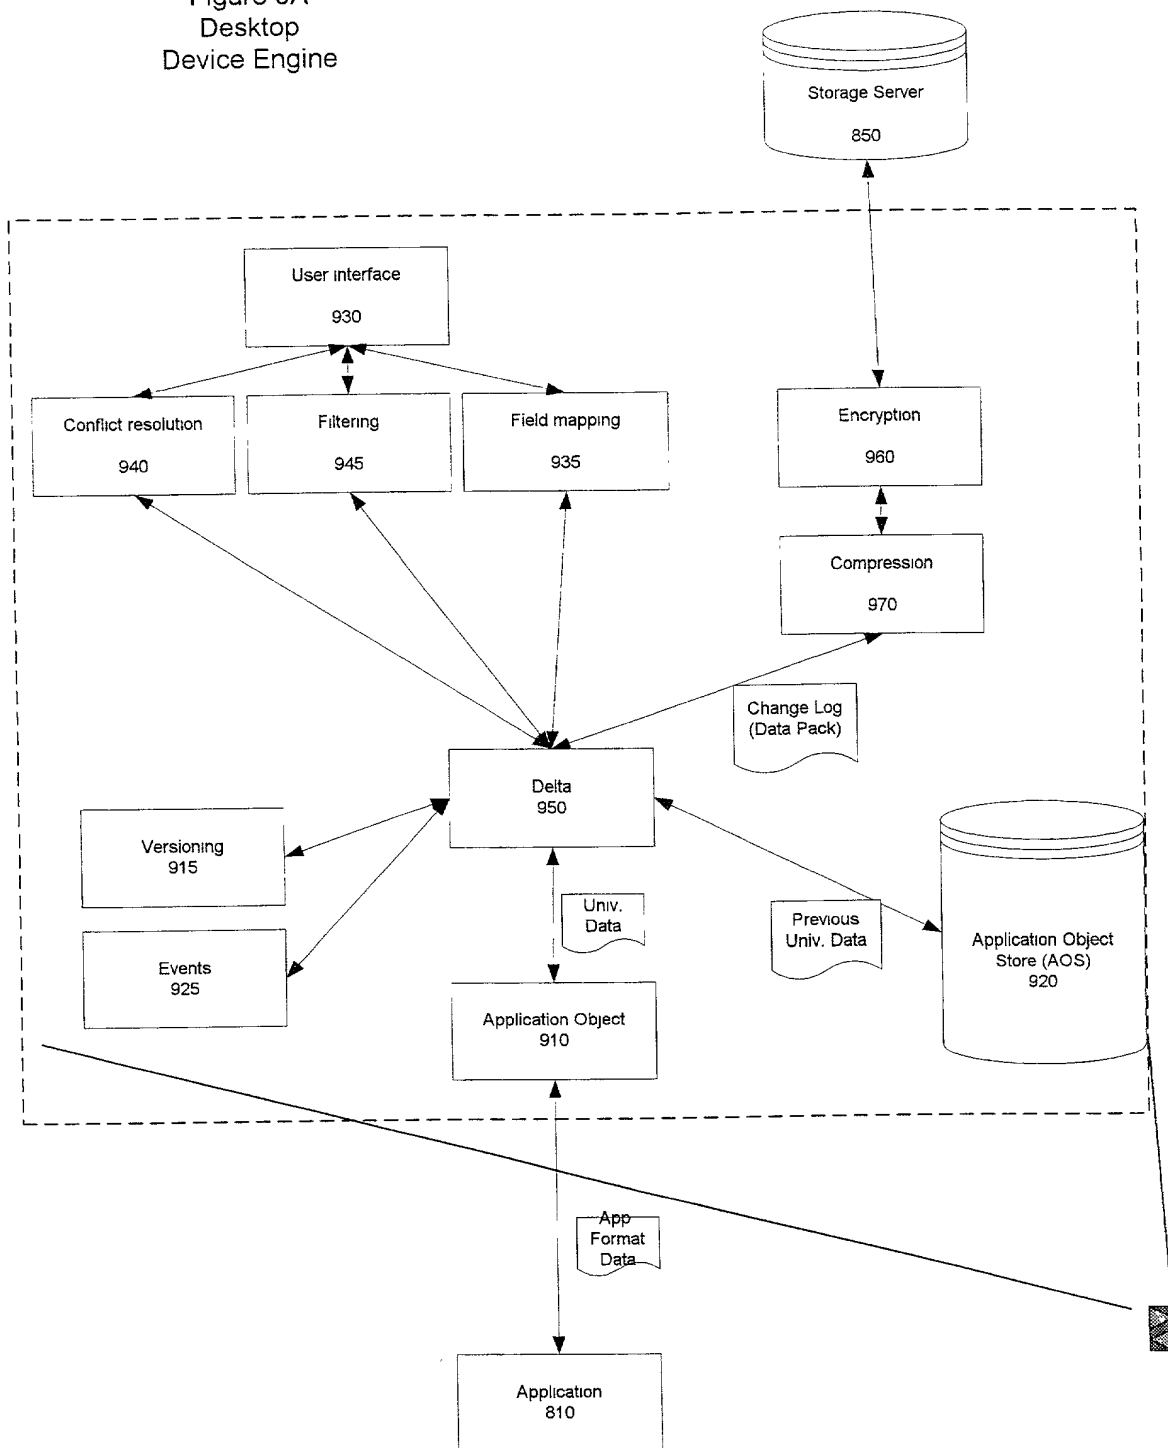 Desktop
Device Engine
Storage Server
850
User interface
930
Conflict resolution
940
Filtering
945
Field mapping
935
Encryption
960
Compression
970
Change Log
(Data Pack)
Delta
950
Versioning
915
Events
925
Univ.
Data
Previous
Univ. Data
Application Object
Store (AOS)
920
Application Object
910
App
Format
Data
Application
810